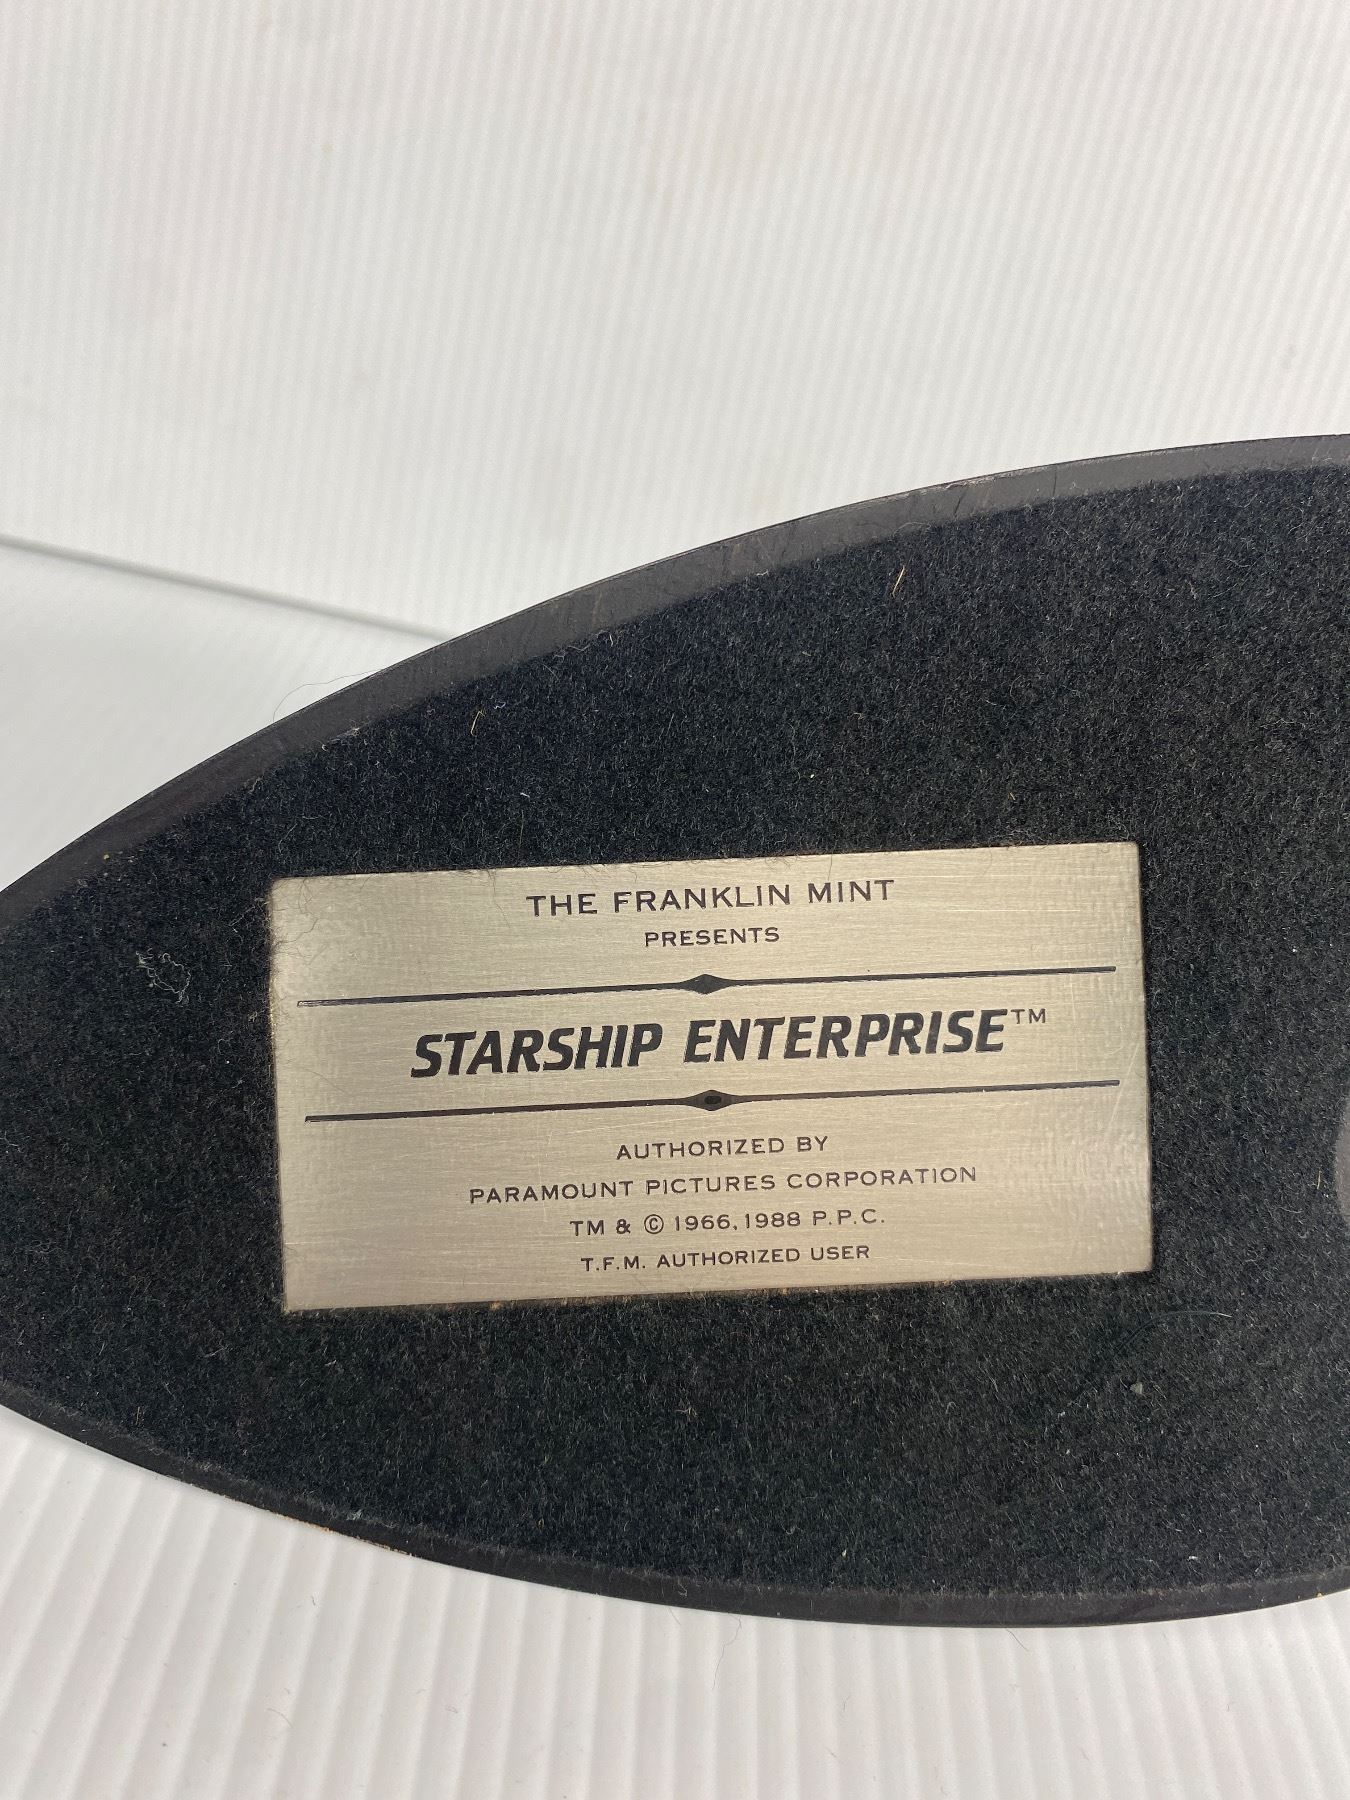 THE FRANKLIN MINT
PRESENTS
STARSHIP ENTERPRISE™
AUTHORIZED BY
PARAMOUNT PICTURES CORPORATION
TM & © 1966, 1988 P.P.C.
T.F.M. AUTHORIZED USER